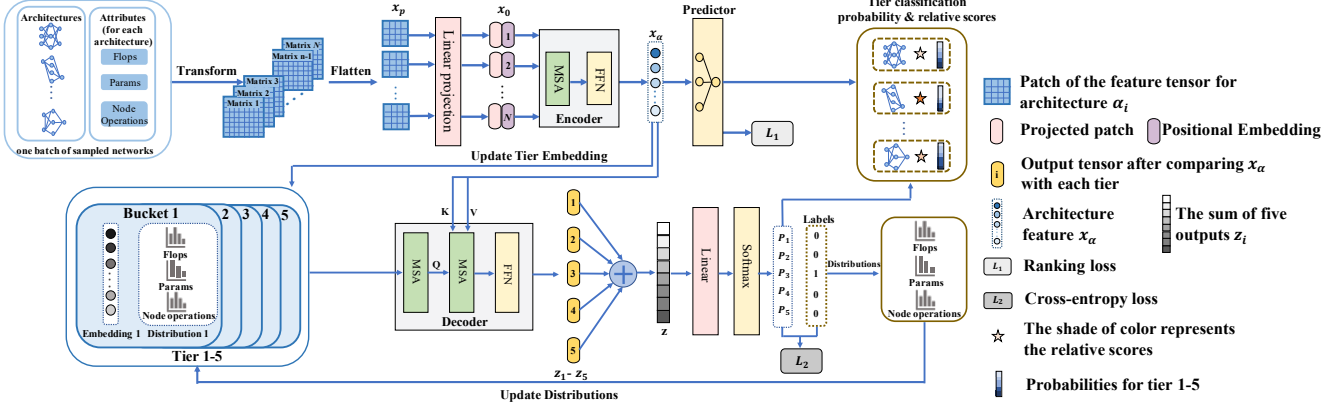 Architectures
Attributes
(for each
architecture)
Flops
Params
Node
Operations
one batch of sampled networks
Transform
Matrix N
Matrix n-1
Matrix 3
Matrix 2
Matrix 1
Flatten
x_p
Linear projection
x_0
1
2
N
MSA
FFN
Encoder
x_α
Predictor
L_1
Tier classification
probability & relative scores
Update Tier Embedding
Bucket 1
2
3
4
5
Flops
Params
Node operations
Embedding 1
Distribution 1
Tier 1-5
K
V
MSA
Q
MSA
FFN
Decoder
1
2
3
4
5
z_1- z_5
z
Linear
Softmax
P_1
P_2
P_3
P_4
P_5
Labels
0
0
1
0
0
L_2
Distributions
Flops
Params
Node operations
Update Distributions
Patch of the feature tensor for
architecture α_i
Projected patch
Positional Embedding
i
Output tensor after comparing x_α
with each tier
Architecture
feature x_α
The sum of five
outputs z_i
L_1
Ranking loss
L_2
Cross-entropy loss
The shade of color represents
the relative scores
Probabilities for tier 1-5